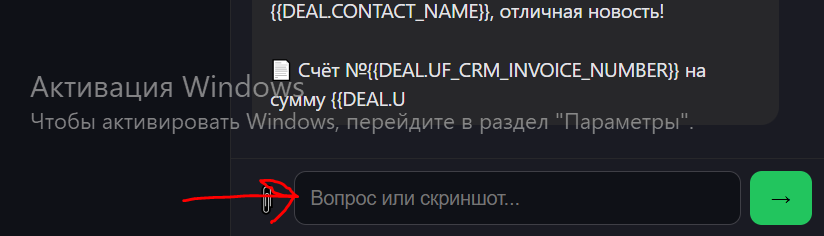 {{DEAL.CONTACT_NAME}}, отличная новость!
📄 Счёт №{{DEAL.UF_CRM_INVOICE_NUMBER}} на
сумму {{DEAL.U
Активация Windows
Чтобы активировать Windows, перейдите в раздел "Параметры".
Вопрос или скриншот...
→